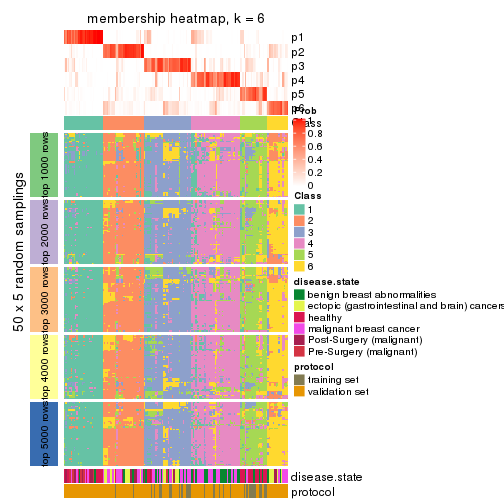 membership heatmap, k = 6
p1
p2
p3
p4
p5
p6
Prob
Class
1
0.8
0.6
0.4
0.2
0
Class
1
2
3
4
5
6
disease.state
benign breast abnormalities
ectopic (gastrointestinal and brain) cancers
healthy
malignant breast cancer
Post-Surgery (malignant)
Pre-Surgery (malignant)
protocol
training set
validation set
50 x 5 random samplings
top 1000 rows
top 2000 rows
top 3000 rows
top 4000 rows
top 5000 rows
disease.state
protocol